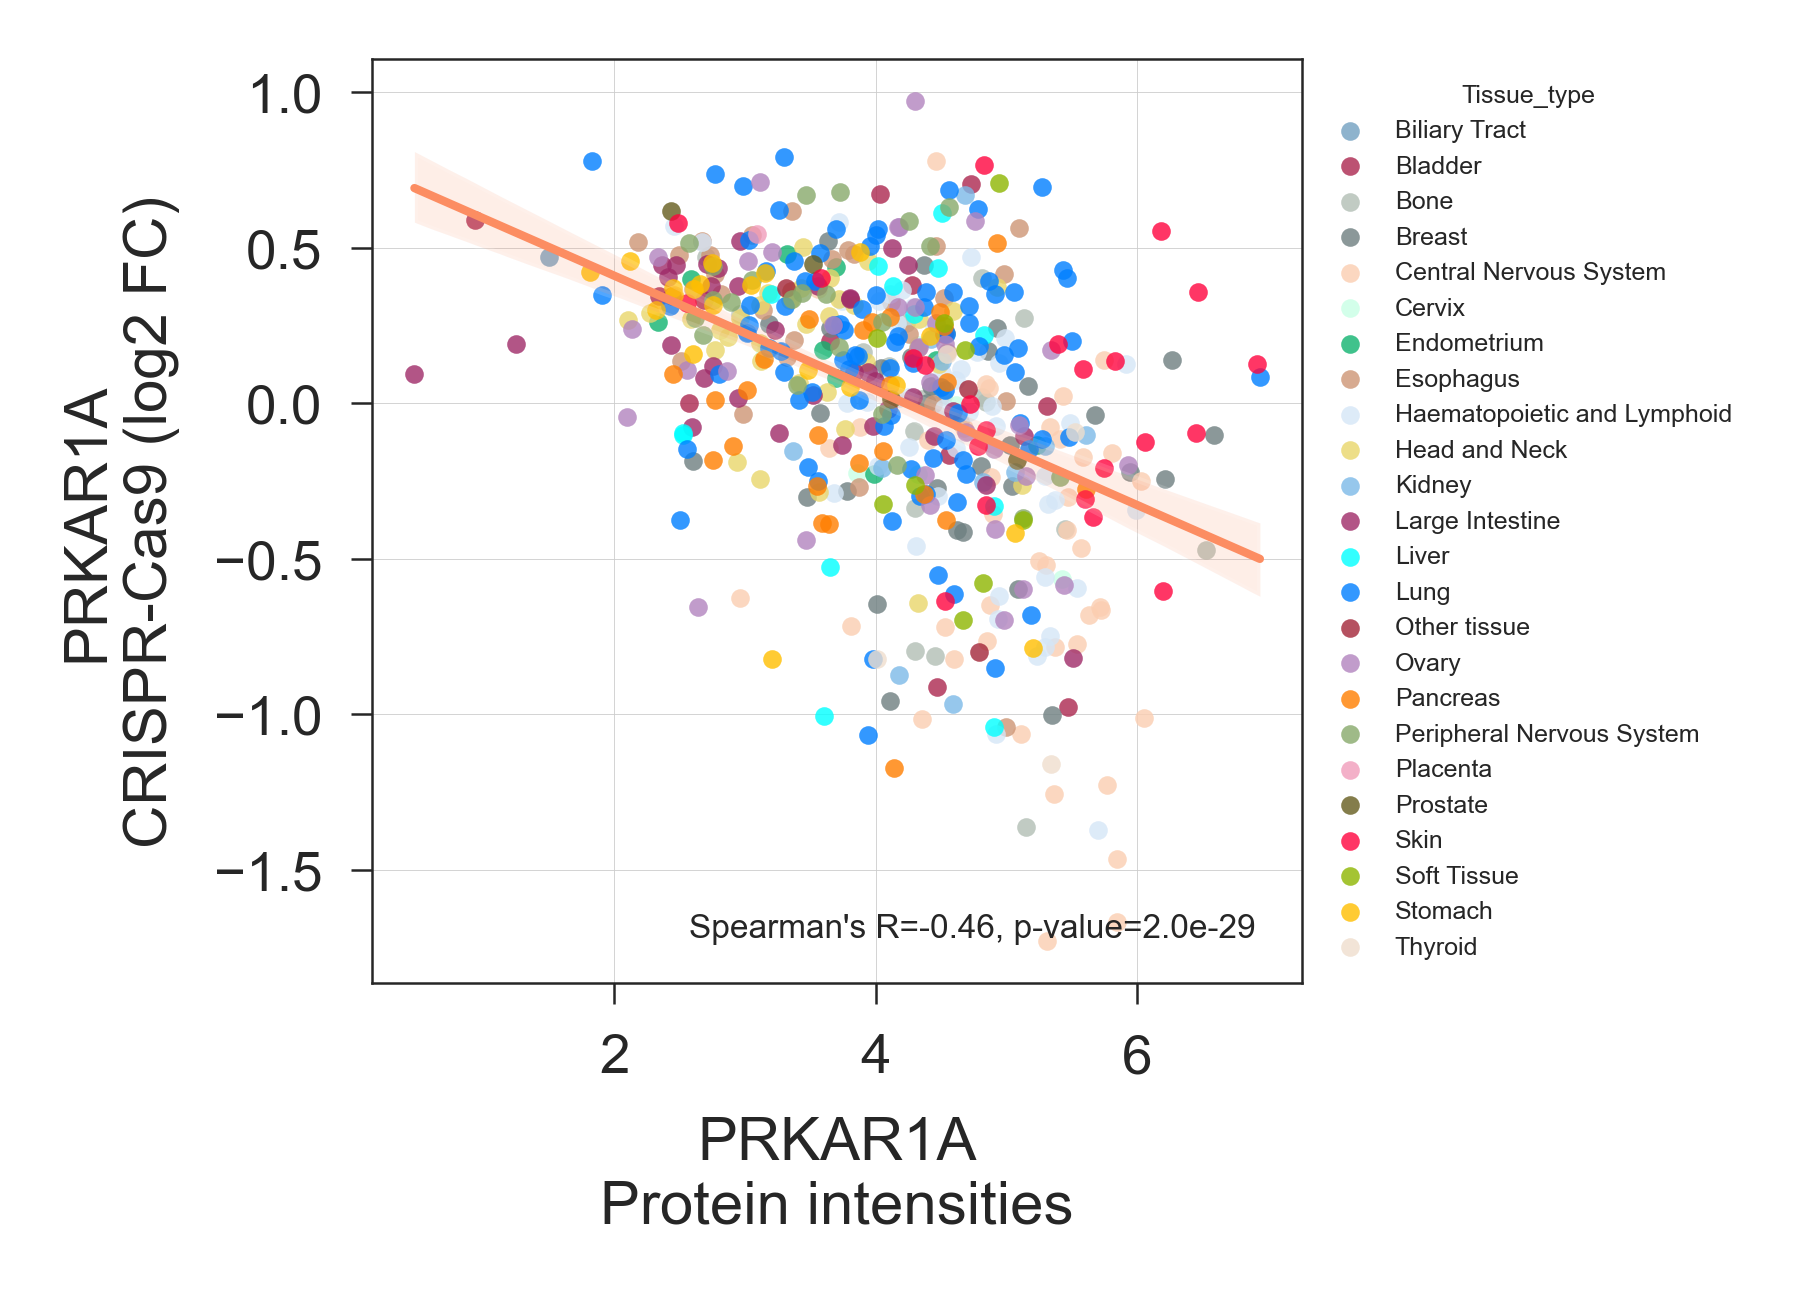 PRKAR1A
CRISPR-Cas9 (log2 FC)
1.0
0.5
0.0
−0.5
−1.0
−1.5
Spearman's R=-0.46, p-value=2.0e-29
2 4 6
PRKAR1A
Protein intensities
Tissue_type
Biliary Tract
Bladder
Bone
Breast
Central Nervous System
Cervix
Endometrium
Esophagus
Haematopoietic and Lymphoid
Head and Neck
Kidney
Large Intestine
Liver
Lung
Other tissue
Ovary
Pancreas
Peripheral Nervous System
Placenta
Prostate
Skin
Soft Tissue
Stomach
Thyroid